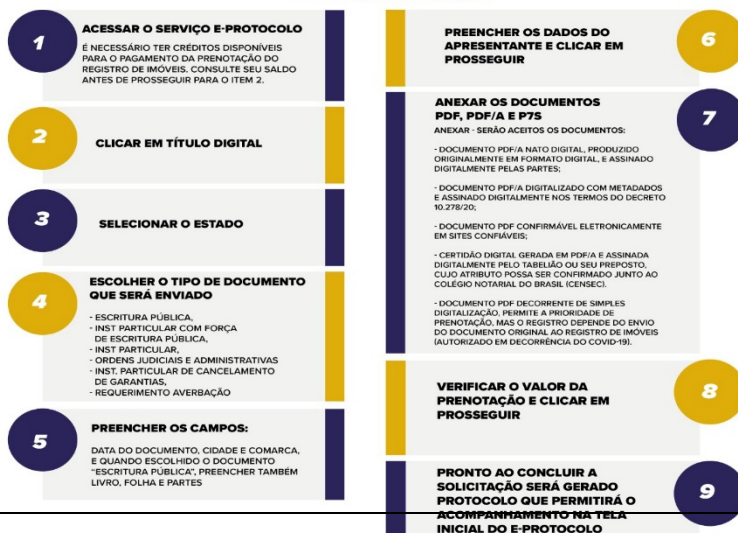 1
ACESSAR O SERVIÇO E-PROTOCOLO
É NECESSÁRIO TER CRÉDITOS DISPONÍVEIS
PARA O PAGAMENTO DA PRENOTAÇÃO DO
REGISTRO DE IMÓVEIS. CONSULTE SEU SALDO
ANTES DE PROSSEGUIR PARA O ITEM 2.
2
CLICAR EM TÍTULO DIGITAL
3
SELECIONAR O ESTADO
4
ESCOLHER O TIPO DE DOCUMENTO
QUE SERÁ ENVIADO
- ESCRITURA PÚBLICA,
- INST PARTICULAR COM FORÇA
DE ESCRITURA PÚBLICA,
- INST PARTICULAR,
- ORDENS JUDICIAIS E ADMINISTRATIVAS
- INST. PARTICULAR DE CANCELAMENTO
DE GARANTIAS,
- REQUERIMENTO AVERBAÇÃO
5
PREENCHER OS CAMPOS:
DATA DO DOCUMENTO, CIDADE E COMARCA,
E QUANDO ESCOLHIDO O DOCUMENTO
“ESCRITURA PÚBLICA”, PREENCHER TAMBÉM
LIVRO, FOLHA E PARTES
6
PREENCHER OS DADOS DO
APRESENTANTE E CLICAR EM
PROSSEGUIR
7
ANEXAR OS DOCUMENTOS
PDF, PDF/A E P7S
ANEXAR - SERÃO ACEITOS OS DOCUMENTOS:
- DOCUMENTO PDF/A NATO DIGITAL, PRODUZIDO
ORIGINALMENTE EM FORMATO DIGITAL, E ASSINADO
DIGITALMENTE PELAS PARTES;
- DOCUMENTO PDF/A DIGITALIZADO COM METADADOS
E ASSINADO DIGITALMENTE NOS TERMOS DO DECRETO
10.278/20;
- DOCUMENTO PDF CONFIRMÁVEL ELETRONICAMENTE
EM SITES CONFIÁVEIS;
- CERTIDÃO DIGITAL GERADA EM PDF/A E ASSINADA
DIGITALMENTE PELO TABELIÃO OU SEU PREPOSTO,
CUJO ATRIBUTO POSSA SER CONFIRMADO JUNTO AO
COLÉGIO NOTARIAL DO BRASIL (CENSEC).
- DOCUMENTO PDF DECORRENTE DE SIMPLES
DIGITALIZAÇÃO, PERMITE A PRIORIDADE DE
PRENOTAÇÃO, MAS O REGISTRO DEPENDE DO ENVIO
DO DOCUMENTO ORIGINAL AO REGISTRO DE IMÓVEIS
(AUTORIZADO EM DECORRÊNCIA DO COVID-19).
8
VERIFICAR O VALOR DA
PRENOTAÇÃO E CLICAR EM
PROSSEGUIR
9
PRONTO AO CONCLUIR A
SOLICITAÇÃO SERÁ GERADO
PROTOCOLO QUE PERMITIRÁ O
ACOMPANHAMENTO NA TELA
INICIAL DO E-PROTOCOLO